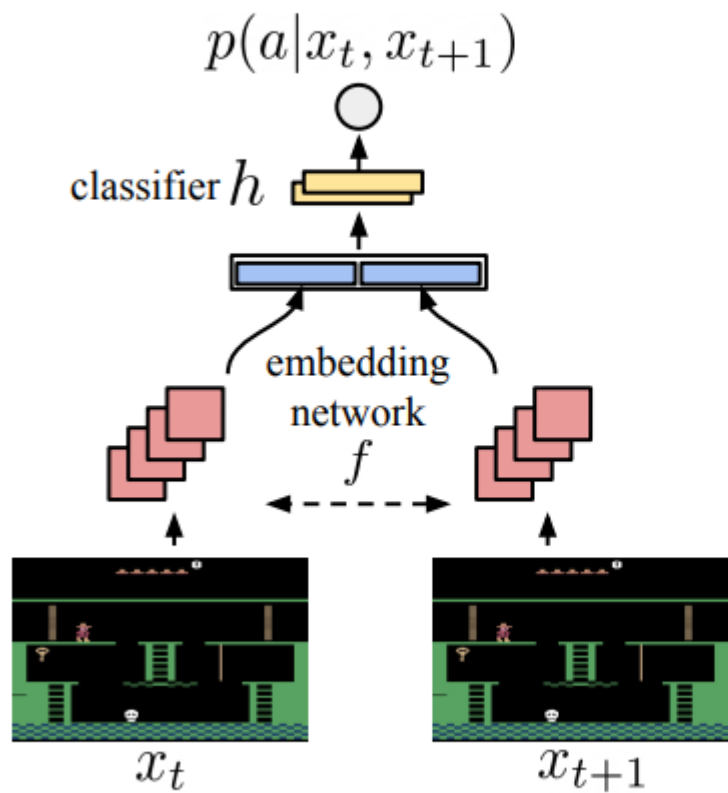 p(a|x_t, x_{t+1})
classifier h
embedding
network
f
x_t
x_{t+1}